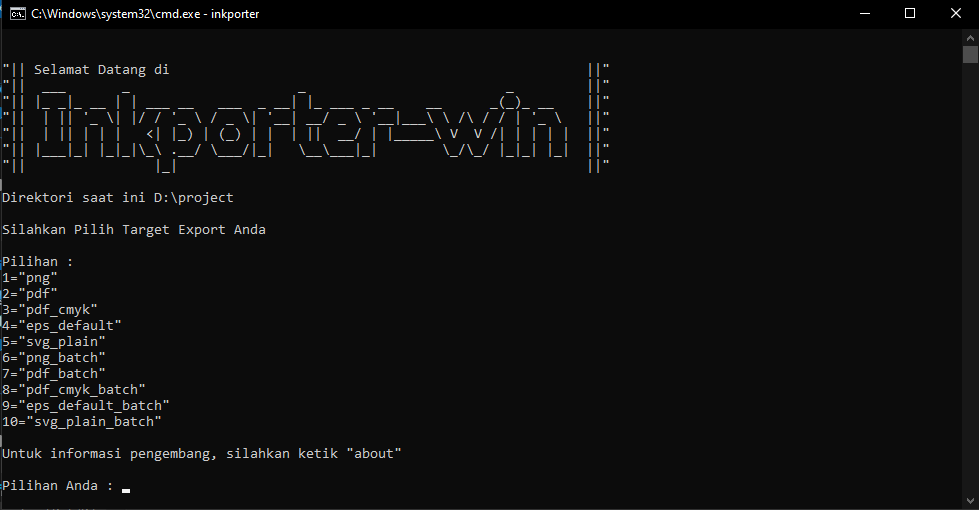 C:\Windows\system32\cmd.exe - inkporter
"|| Selamat Datang di ||"
Inkporter-win
Direktori saat ini D:\project
Silahkan Pilih Target Export Anda
Pilihan :
1="png"
2="pdf"
3="pdf_cmyk"
4="eps_default"
5="svg_plain"
6="png_batch"
7="pdf_batch"
8="pdf_cmyk_batch"
9="eps_default_batch"
10="svg_plain_batch"
Untuk informasi pengembang, silahkan ketik "about"
Pilihan Anda :